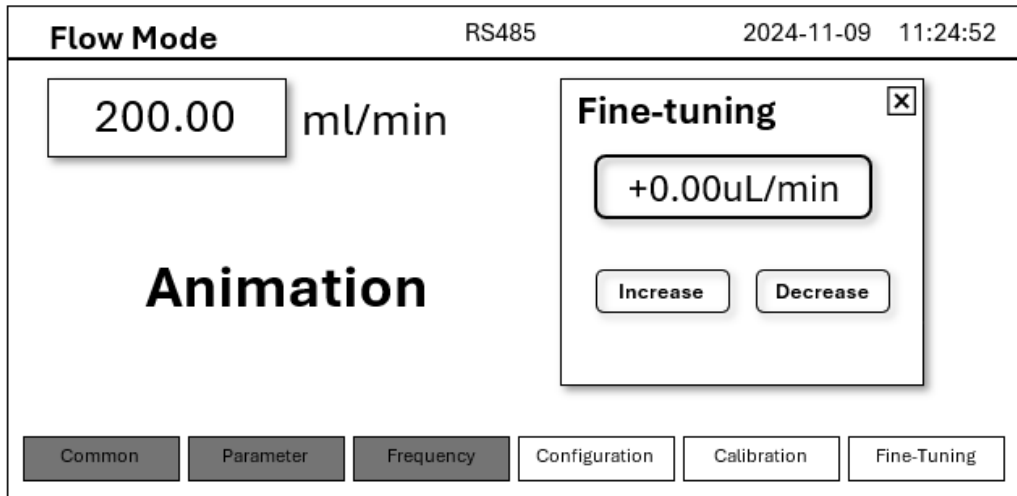 Flow Mode RS485 2024-11-09 11:24:52
200.00 ml/min
Fine-tuning
+0.00uL/min
Animation
Increase Decrease
Common Parameter Frequency Configuration Calibration Fine-Tuning